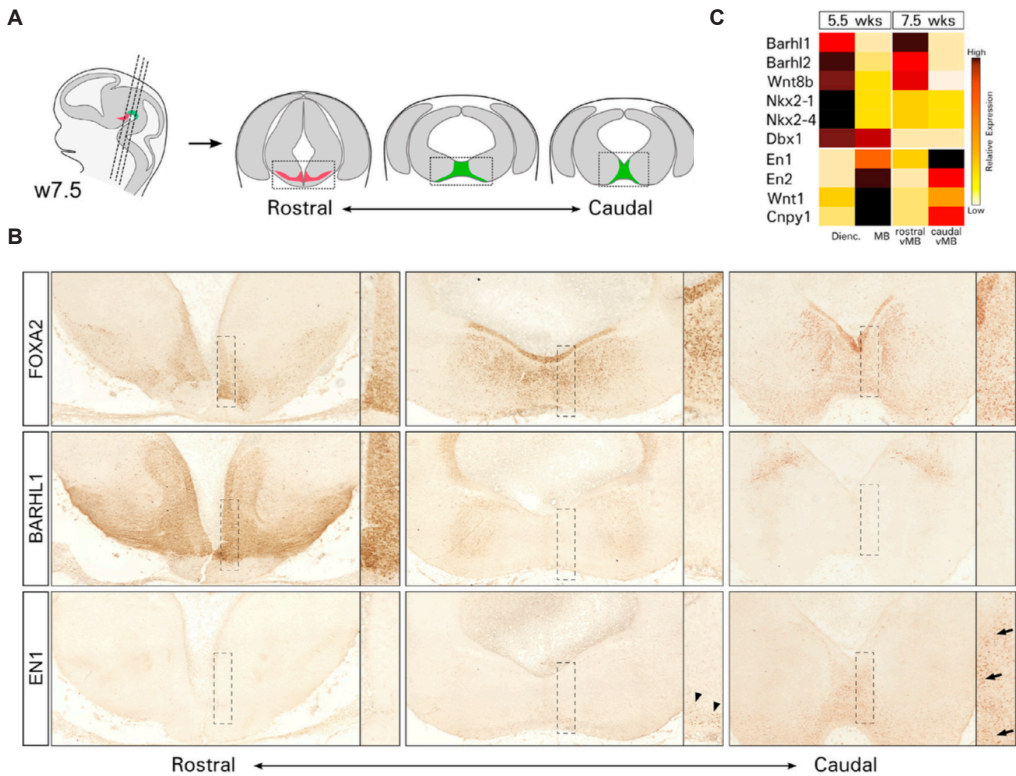 A
w7.5
Rostral
Caudal
C
5.5 wks
7.5 wks
Barhl1
Barhl2
Wnt8b
Nkx2-1
Nkx2-4
Dbx1
En1
En2
Wnt1
Cnpy1
Dienc.
MB
rostral
vMB
caudal
vMB
High
Relative Expression
Low
B
FOXA2
BARHL1
EN1
Rostral
Caudal